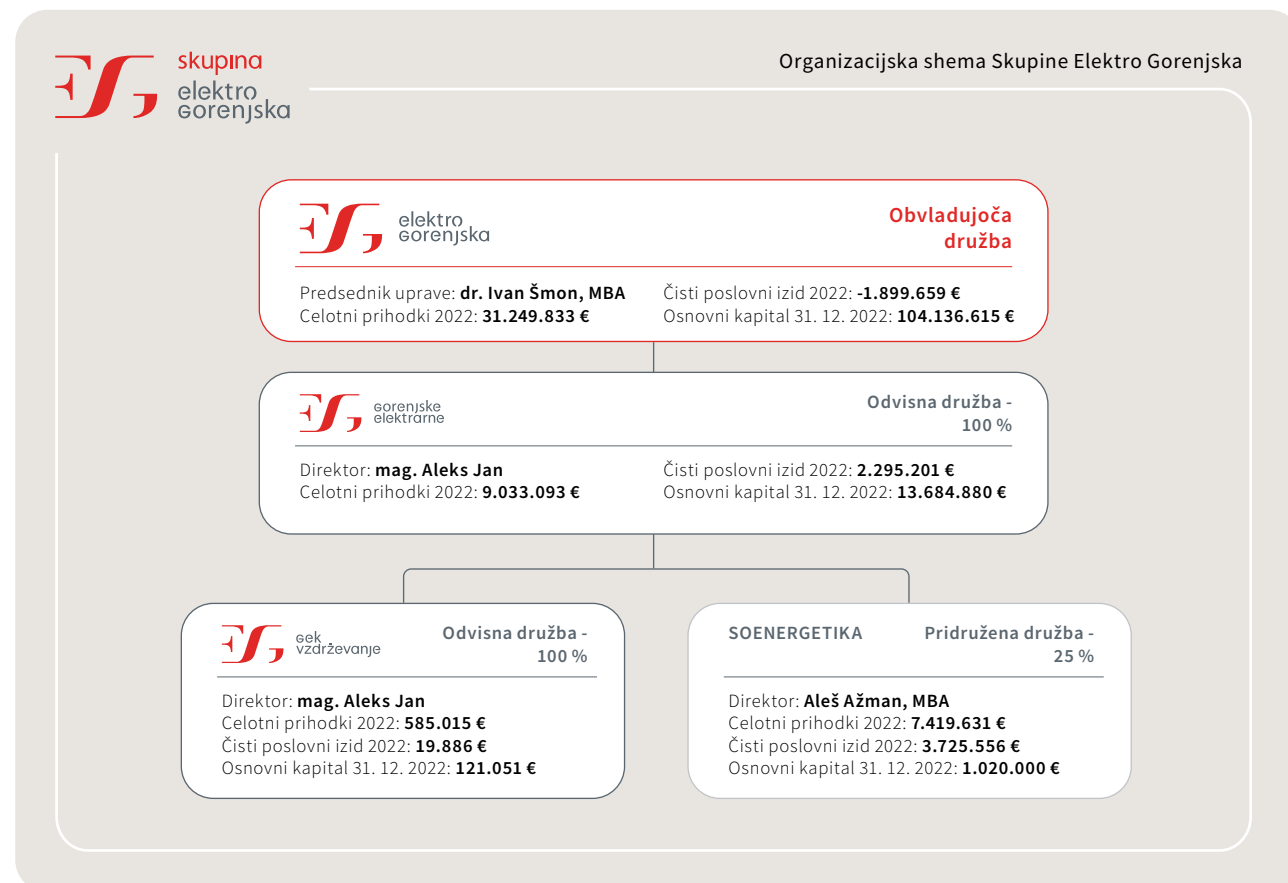 skupina
elektro
gorenjska
Organizacijska shema Skupine Elektro Gorenjska
elektro
gorenjska
Obvladujoča
družba
Predsednik uprave: dr. Ivan Šmon, MBA
Celotni prihodki 2022: 31.249.833 €
Čisti poslovni izid 2022: -1.899.659 €
Osnovni kapital 31. 12. 2022: 104.136.615 €
gorenjske
elektrarne
Odvisna družba -
100 %
Direktor: mag. Aleks Jan
Celotni prihodki 2022: 9.033.093 €
Čisti poslovni izid 2022: 2.295.201 €
Osnovni kapital 31. 12. 2022: 13.684.880 €
gek
vzdrževanje
Odvisna družba -
100 %
Direktor: mag. Aleks Jan
Celotni prihodki 2022: 585.015 €
Čisti poslovni izid 2022: 19.886 €
Osnovni kapital 31. 12. 2022: 121.051 €
SOENERGETIKA
Pridružena družba -
25 %
Direktor: Aleš Ažman, MBA
Celotni prihodki 2022: 7.419.631 €
Čisti poslovni izid 2022: 3.725.556 €
Osnovni kapital 31. 12. 2022: 1.020.000 €